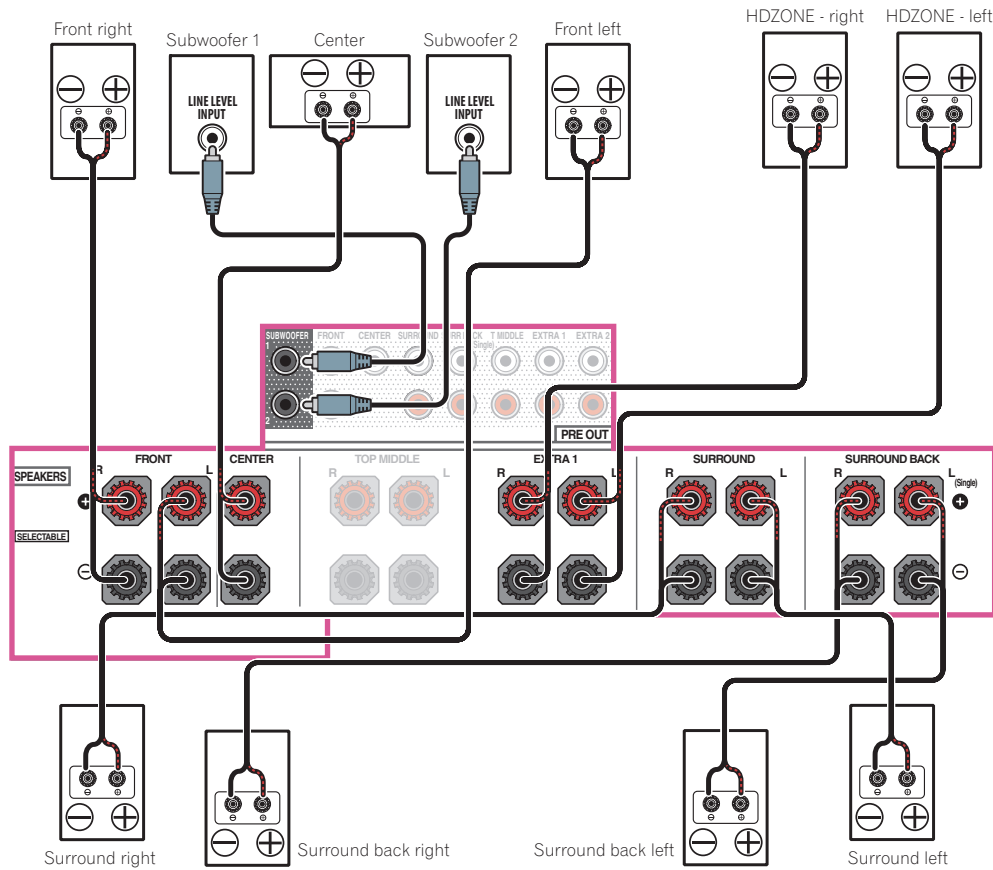 HDZONE - right HDZONE - left
Front right Subwoofer 1 Center Subwoofer 2 Front left
LINE LEVEL
INPUT
LINE LEVEL
INPUT
SUBWOOFER FRONT CENTER SURROUND T MIDDLE EXTRA 1 EXTRA 2
1
(Single)
2
PRE OUT
SPEAKERS
FRONT CENTER TOP MIDDLE EXTRA 1 SURROUND SURROUND BACK
R L R L R L R L R L
(Single)
SELECTABLE
Surround right Surround back right Surround back left Surround left